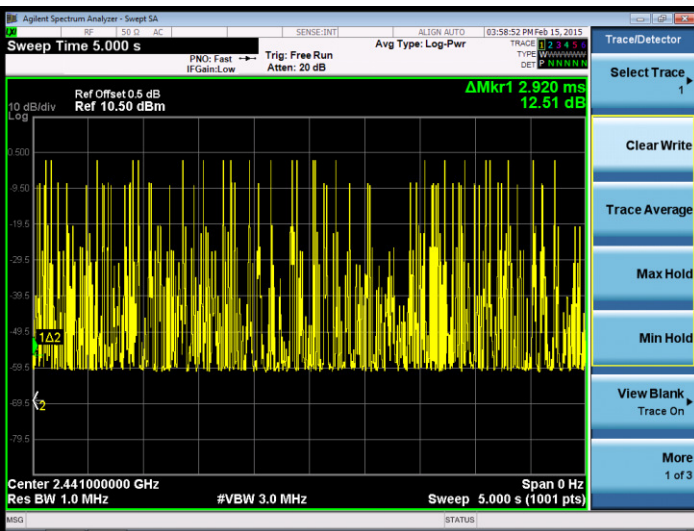 Agilent Spectrum Analyzer - Swept SA
RF 50 Ω AC SENSE:INT ALIGN AUTO 03:58:52 PM Feb 15, 2015
Sweep Time 5.000 s
PNO: Fast
IFGain:Low
Trig: Free Run
Atten: 20 dB
Avg Type: Log-Pwr
TRACE 1 2 3 4 5 6
TYPE WWWWWW
DET P N N N N N
ΔMkr1 2.920 ms
12.51 dB
Ref Offset 0.5 dB
10 dB/div Ref 10.50 dBm
Log
0.500
-9.50
-19.5
-29.5
-39.5
-49.5
-59.5
-69.5
-79.5
1Δ2
2
Center 2.441000000 GHz Span 0 Hz
Res BW 1.0 MHz #VBW 3.0 MHz Sweep 5.000 s (1001 pts)
MSG STATUS
Trace/Detector
Select Trace
1
Clear Write
Trace Average
Max Hold
Min Hold
View Blank
Trace On
More
1 of 3